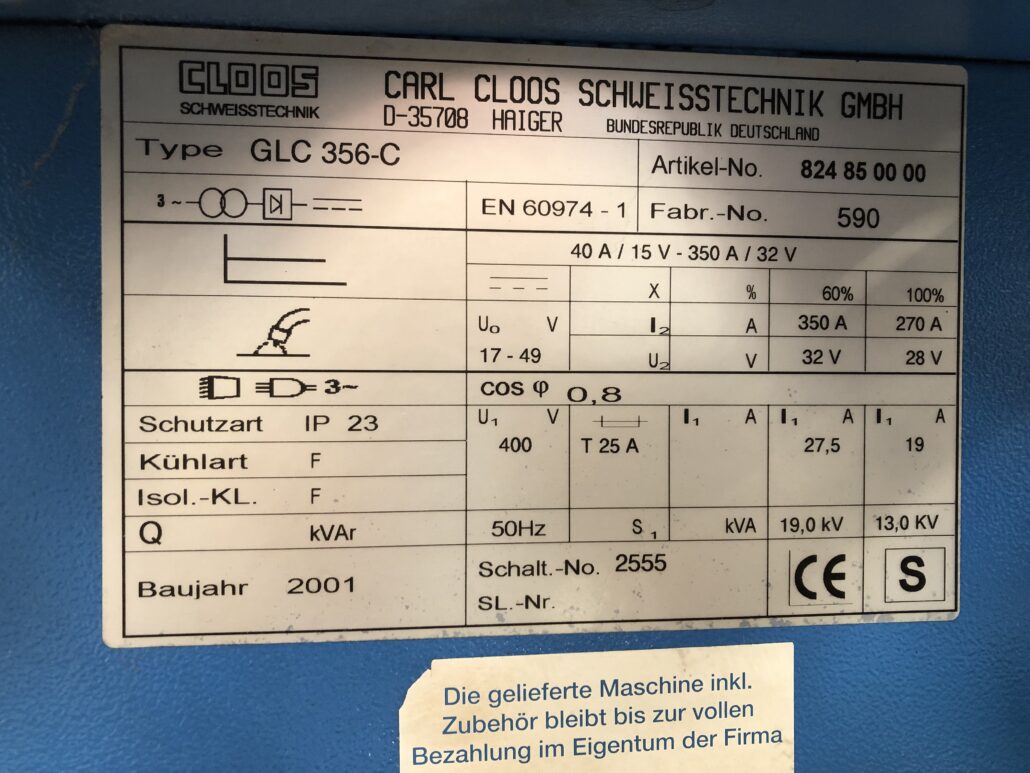 CLOOS
SCHWEISSTECHNIK
CARL CLOOS SCHWEISSTECHNIK GMBH
D-35708 HAIGER BUNDESREPUBLIK DEUTSCHLAND
Type GLC 356-C
Artikel-No. 824 85 00 00
3~
EN 60974-1
Fabr.-No. 590
40 A / 15 V - 350 A / 32 V
X % 60% 100%
U₀ V I₂ A 350 A 270 A
17 - 49 U₂ V 32 V 28 V
3~ cos φ 0,8
Schutzart IP 23
U₁ V I₁ A I₁ A I₁ A
400 T 25 A 27,5 19
Kühlart F
Isol.-KL. F
Q kVAr 50Hz S₁ kVA 19,0 kV 13,0 KV
Baujahr 2001
Schalt.-No. 2555
SL.-Nr.
CE S
Die gelieferte Maschine inkl.
Zubehör bleibt bis zur vollen
Bezahlung im Eigentum der Firma